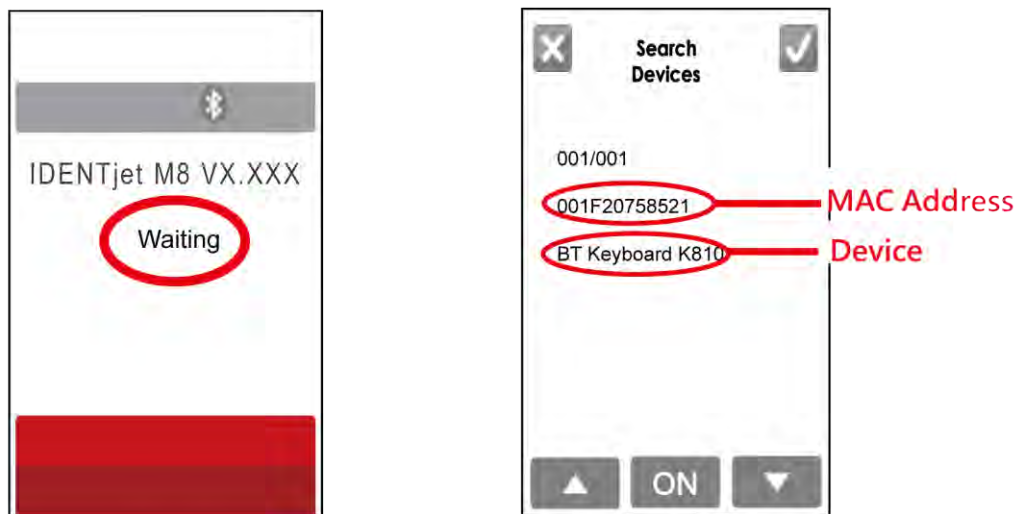 IDENTjet M8 VX.XXX
Waiting
Search
Devices
001/001
001F20758521
MAC Address
BT Keyboard K810
Device
ON